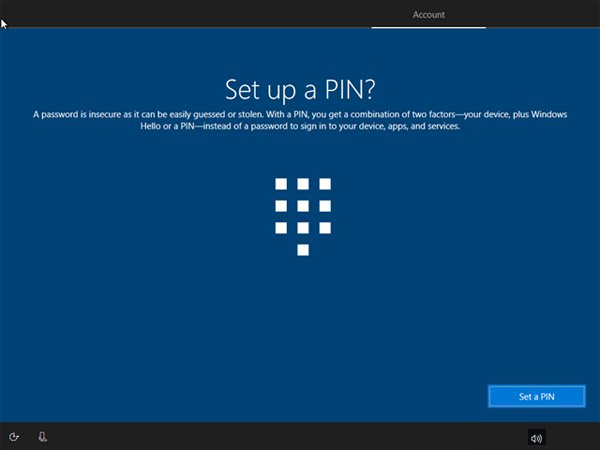 Account
Set up a PIN?
A password is insecure as it can be easily guessed or stolen. With a PIN, you get a combination of two factors—your device, plus Windows
Hello or a PIN—instead of a password to sign in to your device, apps, and services.
Set a PIN